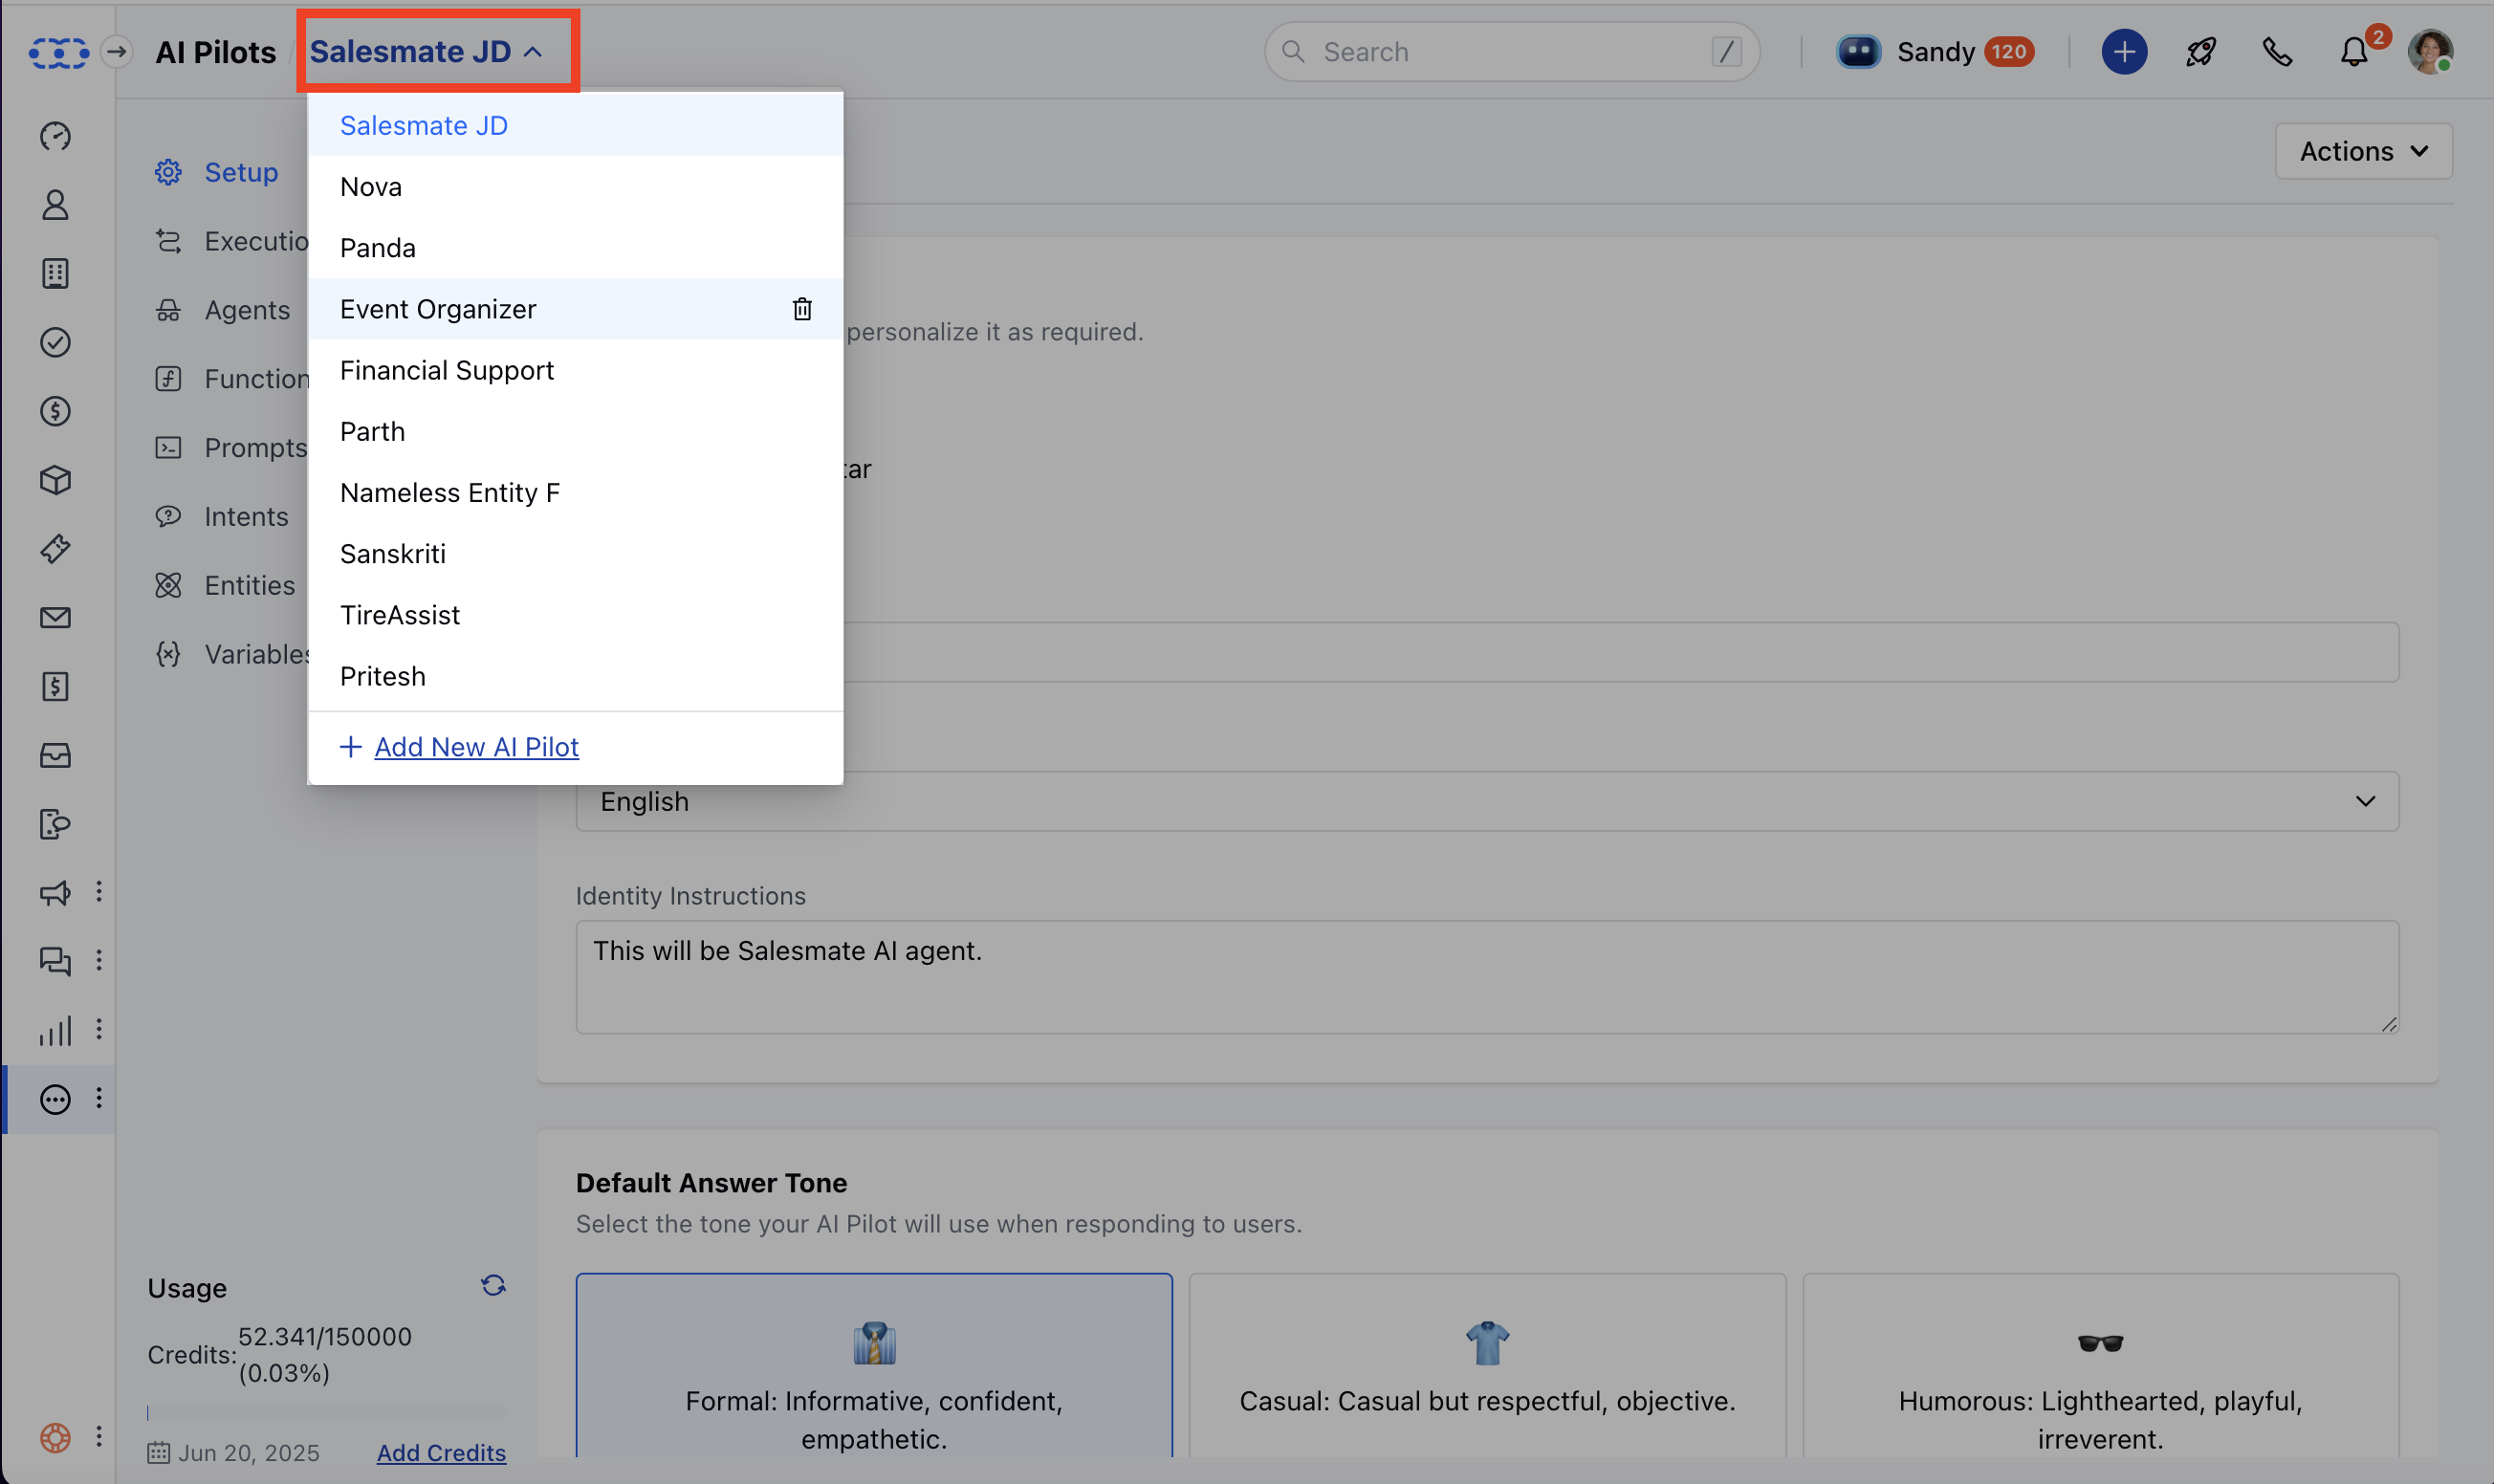 AI Pilots / Salesmate JD
Search /
Sandy 120
2
Salesmate JD
Nova
Panda
Event Organizer
Financial Support
Parth
Nameless Entity F
Sanskriti
TireAssist
Pritesh
+ Add New AI Pilot
Setup
Executio
Agents
Function
Prompts
Intents
Entities
Variables
Actions
personalize it as required.
tar
English
Identity Instructions
This will be Salesmate AI agent.
Default Answer Tone
Select the tone your AI Pilot will use when responding to users.
Formal: Informative, confident,
empathetic.
Casual: Casual but respectful, objective.
Humorous: Lighthearted, playful,
irreverent.
Usage
Credits: 52.341/150000
(0.03%)
Jun 20, 2025 Add Credits